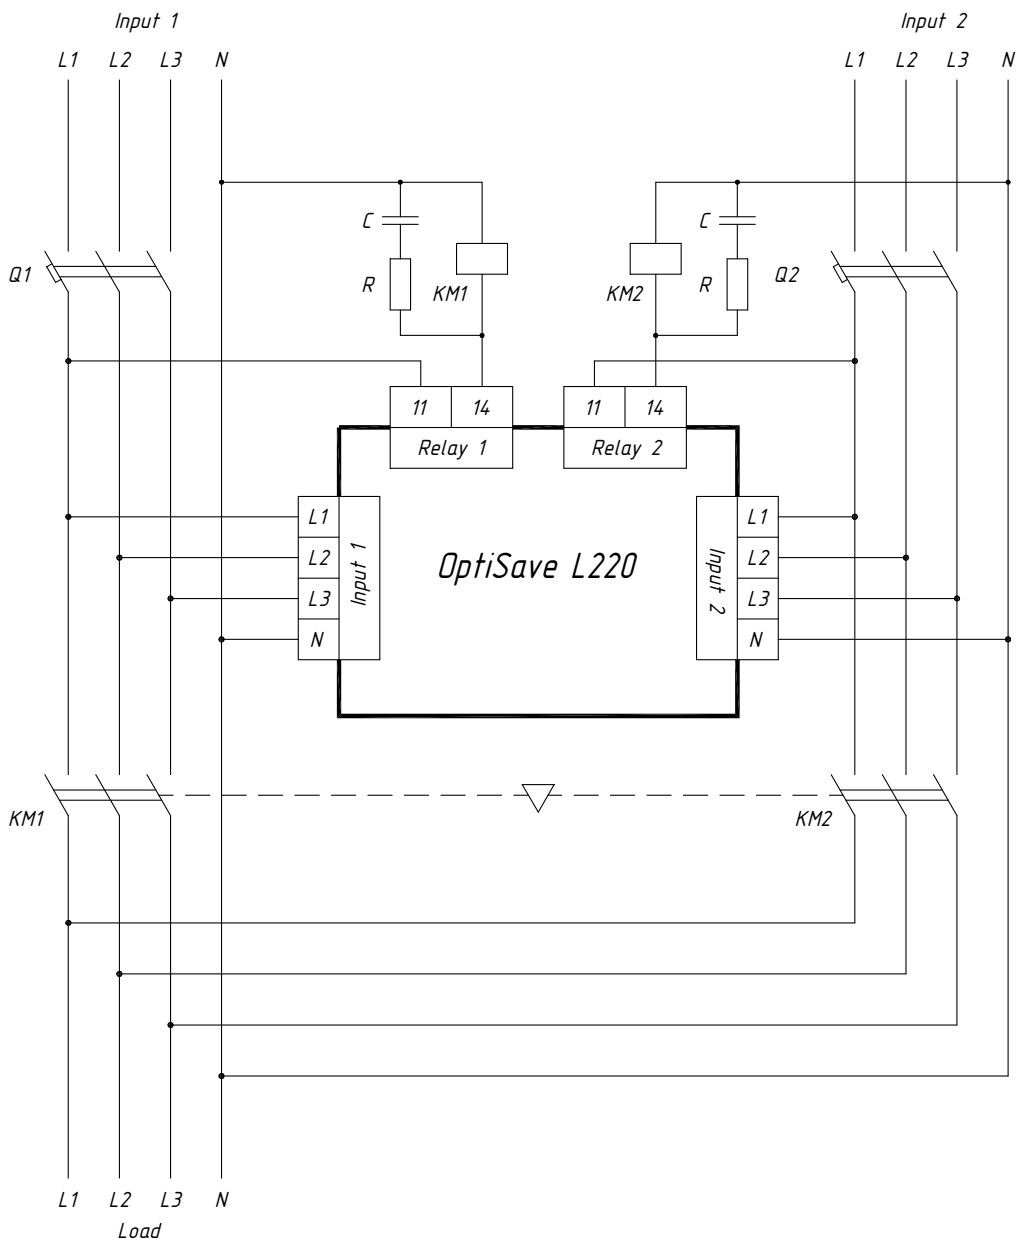 Input 1
Input 2
L1 L2 L3 N
L1 L2 L3 N
C
C
Q1
R
KM1
KM2
R
Q2
11 14
11 14
Relay 1
Relay 2
L1
L2
L3
N
Input 1
OptiSave L220
Input 2
L1
L2
L3
N
KM1
KM2
L1 L2 L3 N
Load